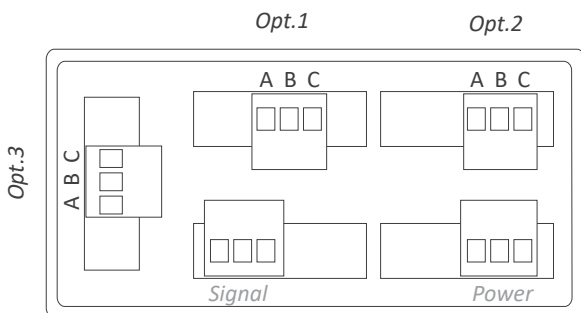 Opt.1
Opt.2
A B C
A B C
Opt.3
A B C
Signal
Power